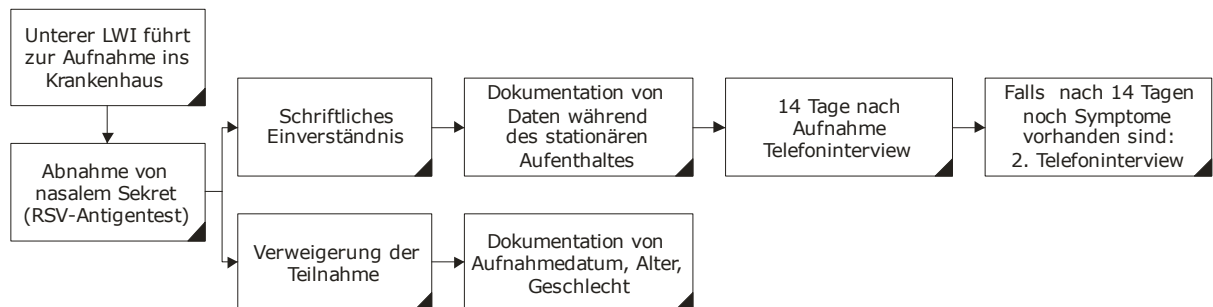 Unterer LWI führt
zur Aufnahme ins
Krankenhaus
Abnahme von
nasalem Sekret
(RSV-Antigentest)
Schriftliches
Einverständnis
Dokumentation von
Daten während
des stationären
Aufenthaltes
14 Tage nach
Aufnahme
Telefoninterview
Falls nach 14 Tagen
noch Symptome
vorhanden sind:
2. Telefoninterview
Verweigerung der
Teilnahme
Dokumentation von
Aufnahmedatum, Alter,
Geschlecht